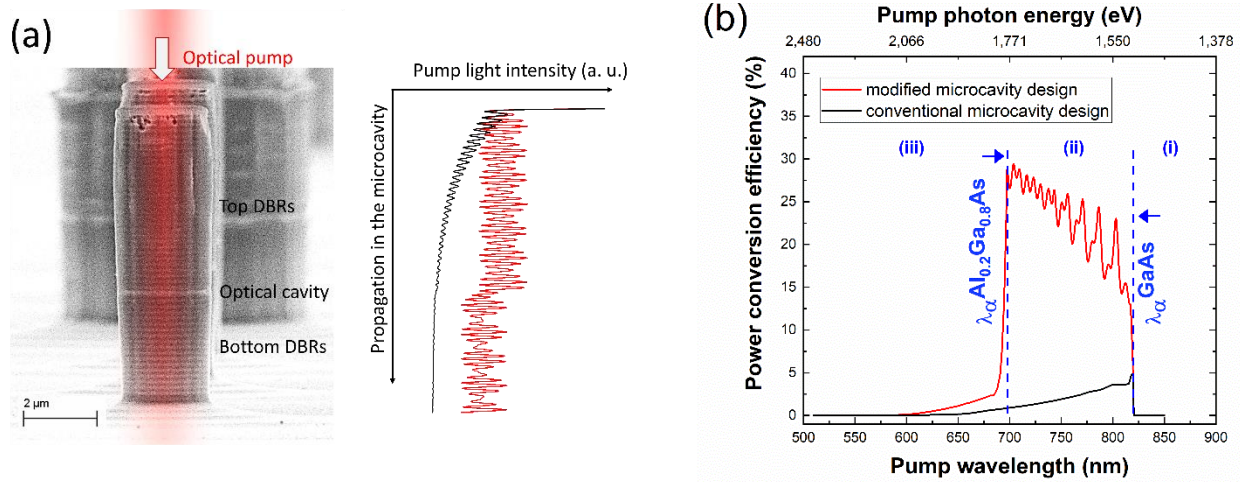 (a)
Optical pump
Top DBRs
Optical cavity
Bottom DBRs
2 µm
Pump light intensity (a. u.)
Propagation in the microcavity
(b)
Pump photon energy (eV)
2,480 2,066 1,771 1,550 1,378
modified microcavity design
conventional microcavity design
(iii) (ii) (i)
λα Al0.2Ga0.8As
λα GaAs
Power conversion efficiency (%)
40
35
30
25
20
15
10
5
0
500 550 600 650 700 750 800 850 900
Pump wavelength (nm)